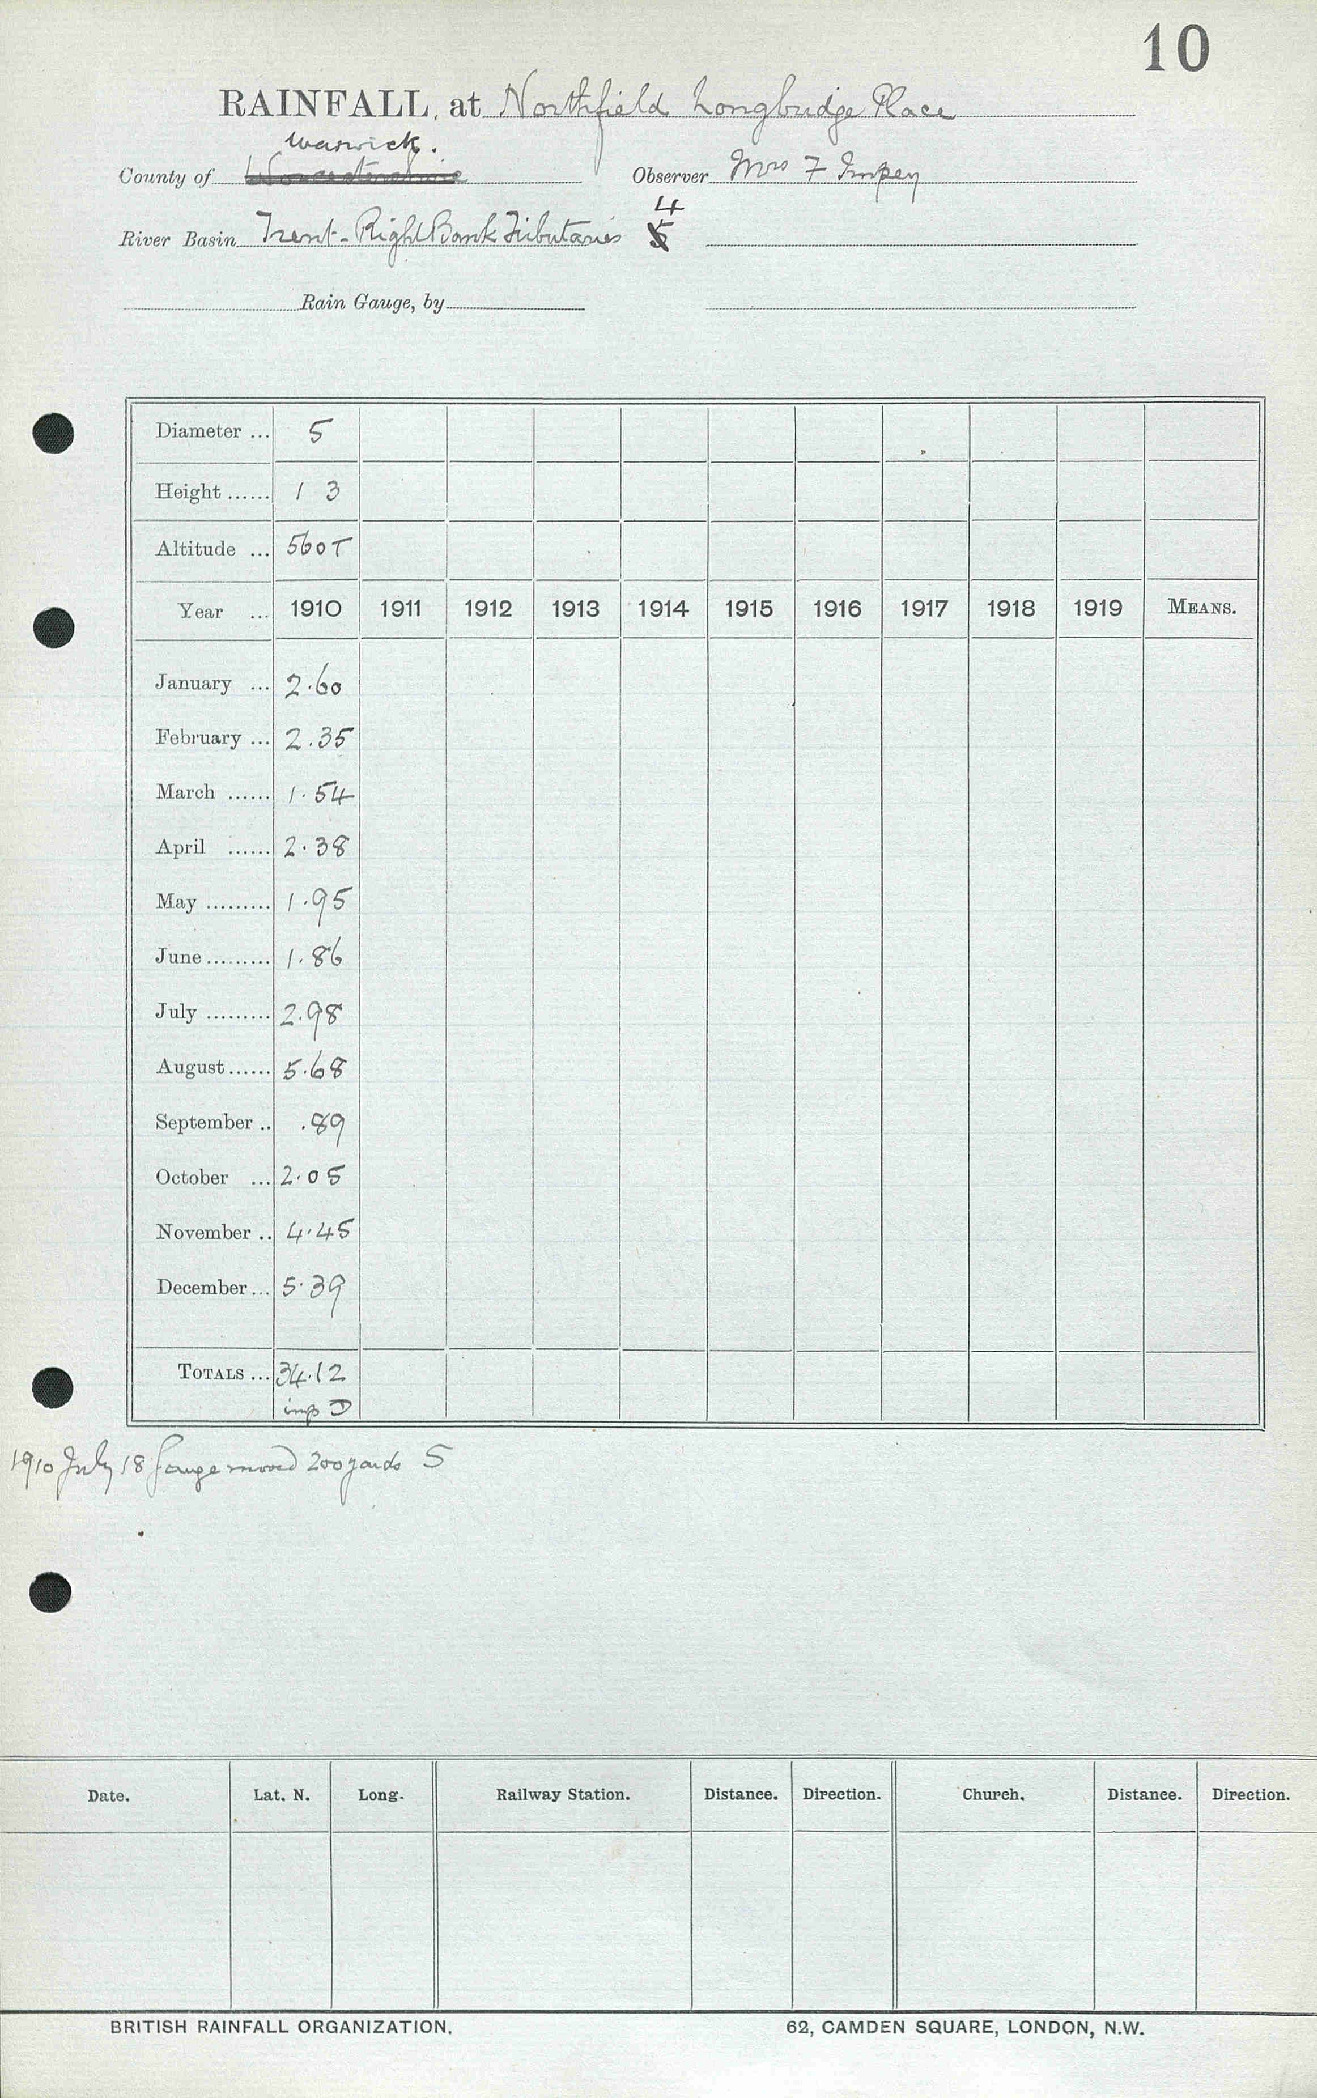 10
RAINFALL, at Northfield Longbridge Place
Warwick.
County of Worcestershire Observer Mrs F Impey
4
River Basin Trent-Right Bank Tributaries 5
Rain Gauge, by
Diameter ... 5
Height ...... 1 3
Altitude ... 560T
Year ... 1910 1911 1912 1913 1914 1915 1916 1917 1918 1919 MEANS.
January ... 2.60
February ... 2.35
March ...... 1.54
April ...... 2.38
May ......... 1.95
June ......... 1.86
July ......... 2.98
August ...... 5.68
September .. .89
October ... 2.05
November .. 4.45
December ... 5.39
TOTALS ... 34.12
1910 July 18 Gauge moved 200 yards S
Date. Lat. N. Long. Railway Station. Distance. Direction. Church. Distance. Direction.
BRITISH RAINFALL ORGANIZATION. 62, CAMDEN SQUARE, LONDON, N.W.